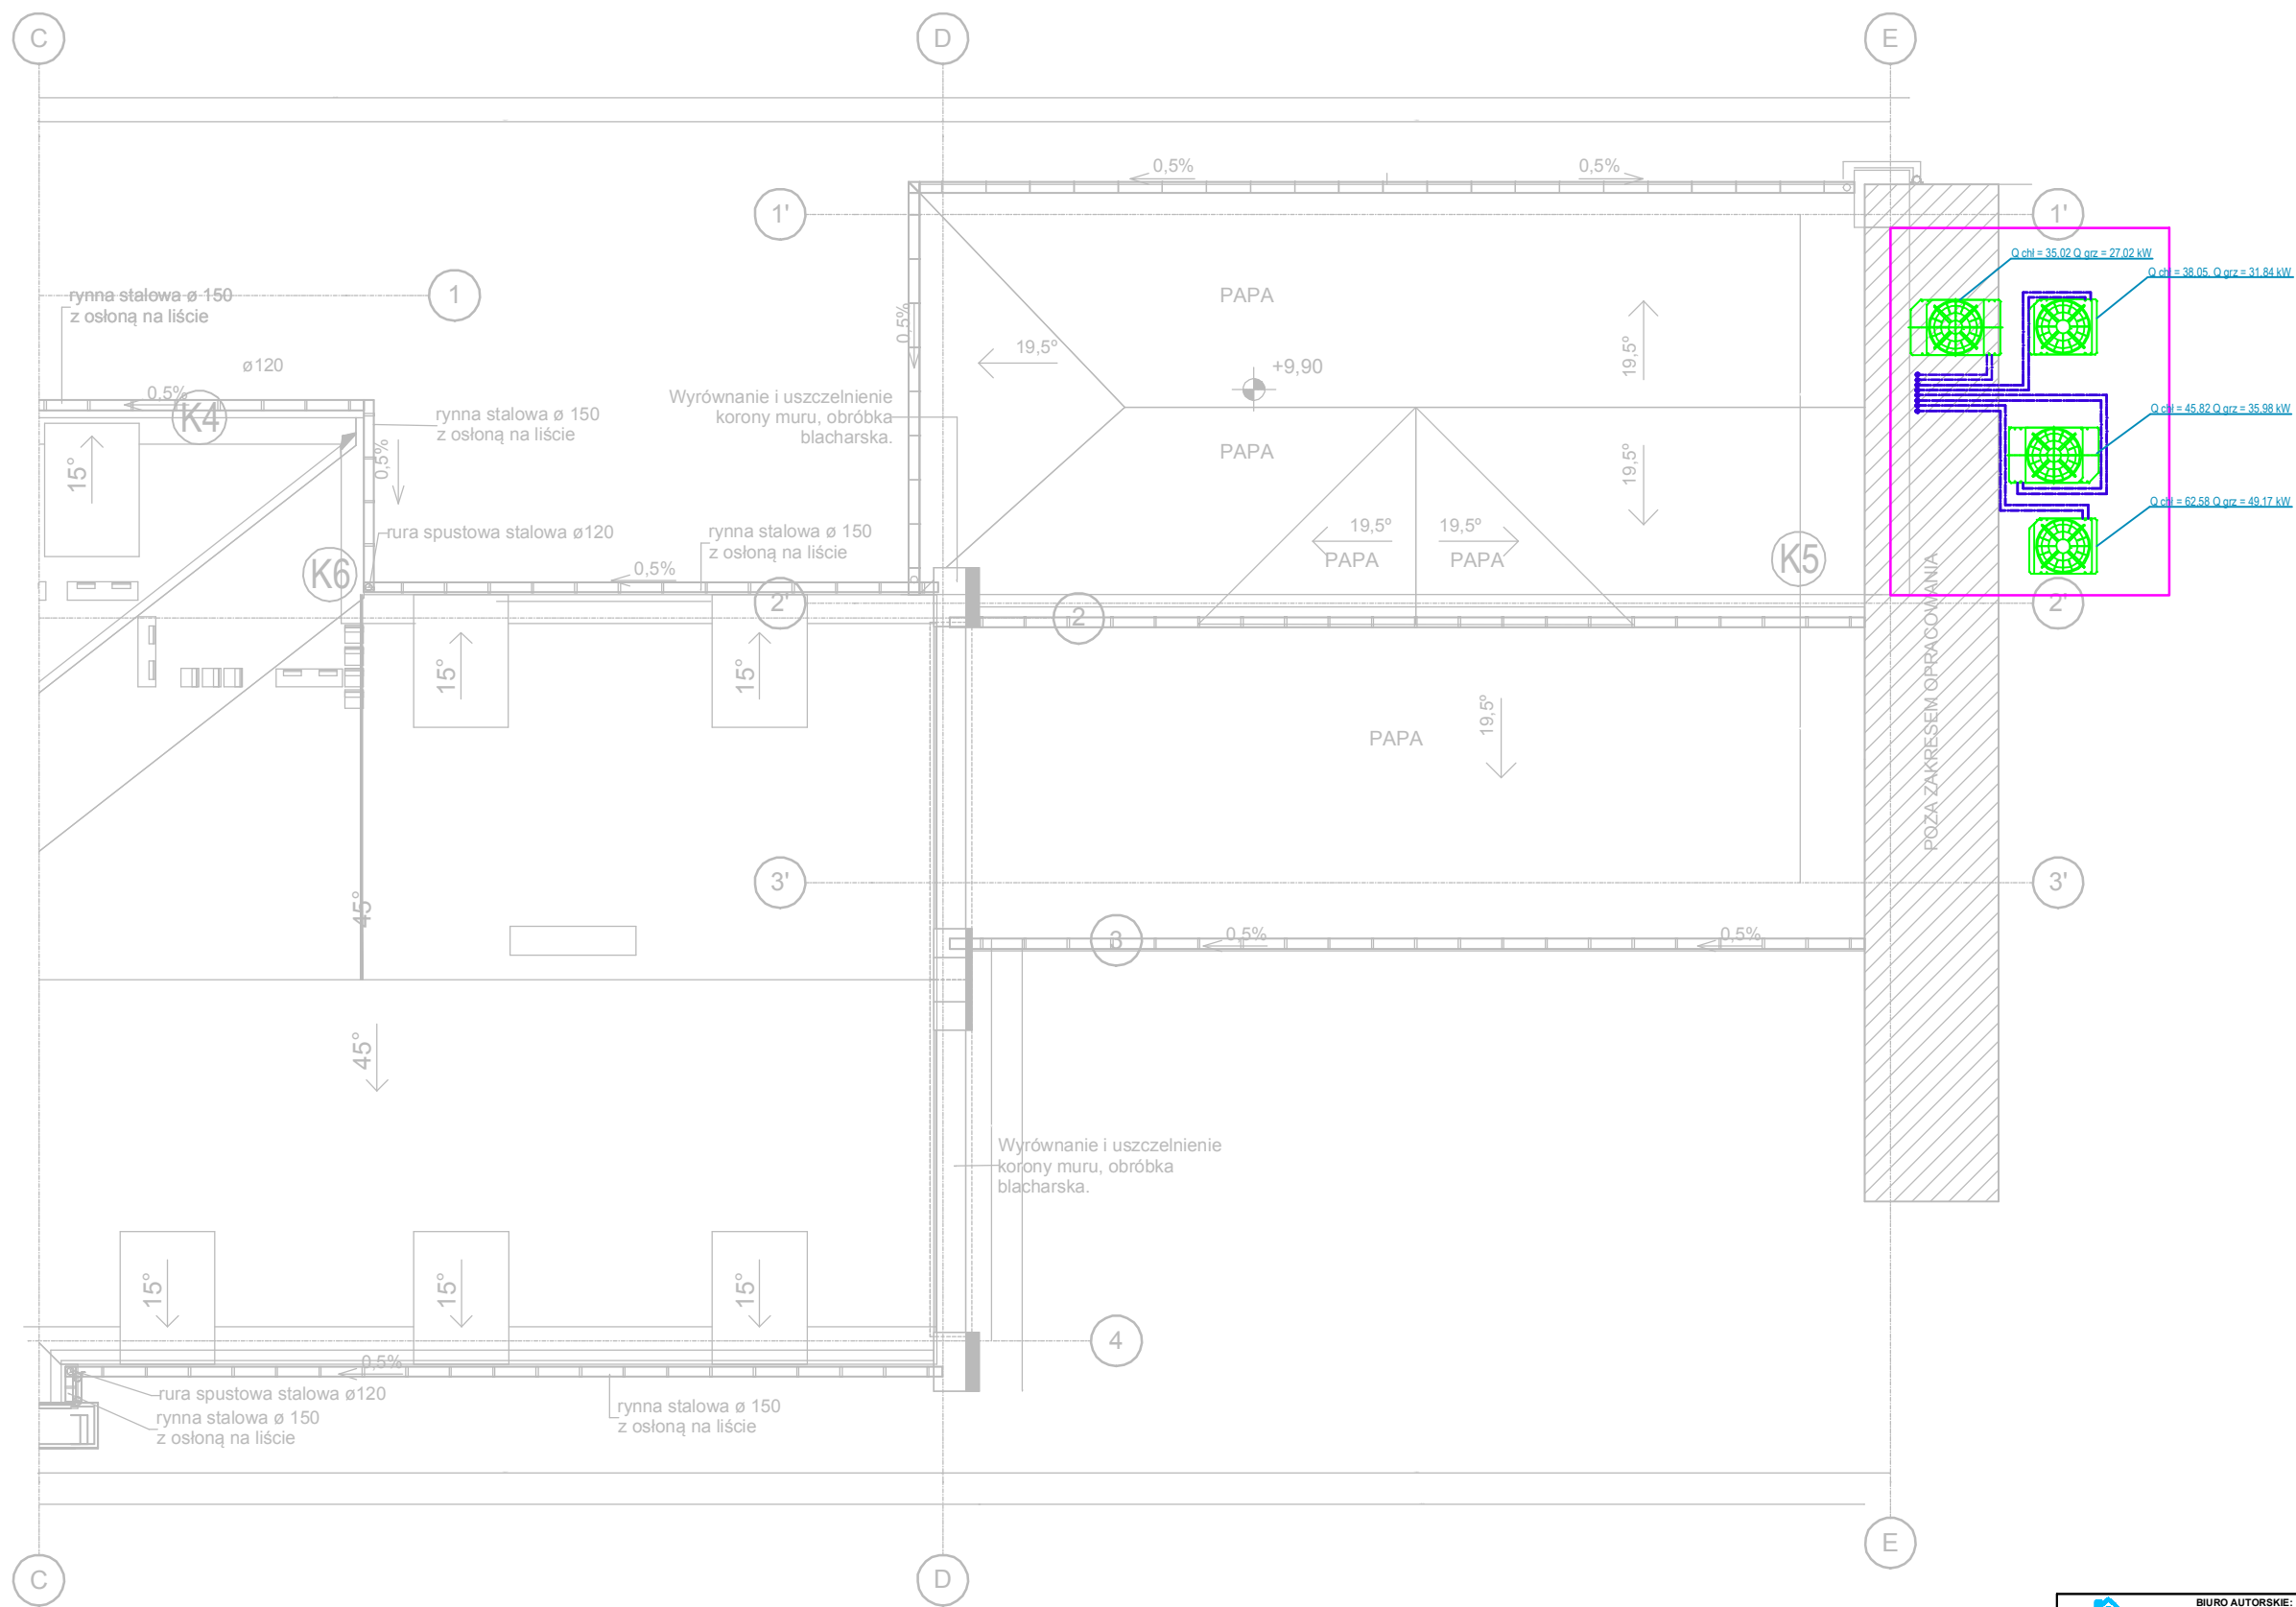 C
D
E
0,5%
0,5%
1'
1'
Q chł = 35,02 Q grz = 27,02 kW
Q chł = 38,05. Q grz = 31,84 kW
rynna stalowa ø 150
z osłoną na liście
1
PAPA
0,5%
19,5°
19,5°
+9,90
ø120
0,5%
K4
Wyrównanie i uszczelnienie
korony muru, obróbka
blacharska.
rynna stalowa ø 150
z osłoną na liście
Q chł = 45,82 Q grz = 35,98 kW
15°
0,5%
PAPA
19,5°
Q chł = 62,58 Q grz = 49,17 kW
rura spustowa stalowa ø120
rynna stalowa ø 150
z osłoną na liście
19,5°
19,5°
PAPA
PAPA
K5
K6
0,5%
2'
2
2'
15°
15°
POZA ZAKRESEM OPRACOWANIA
19,5°
PAPA
3'
3'
45°
3
0,5%
0,5%
45°
Wyrównanie i uszczelnienie
korony muru, obróbka
blacharska.
15°
15°
15°
4
0,5%
rura spustowa stalowa ø120
rynna stalowa ø 150
z osłoną na liście
rynna stalowa ø 150
z osłoną na liście
E
C
D
BIURO AUTORSKIE: